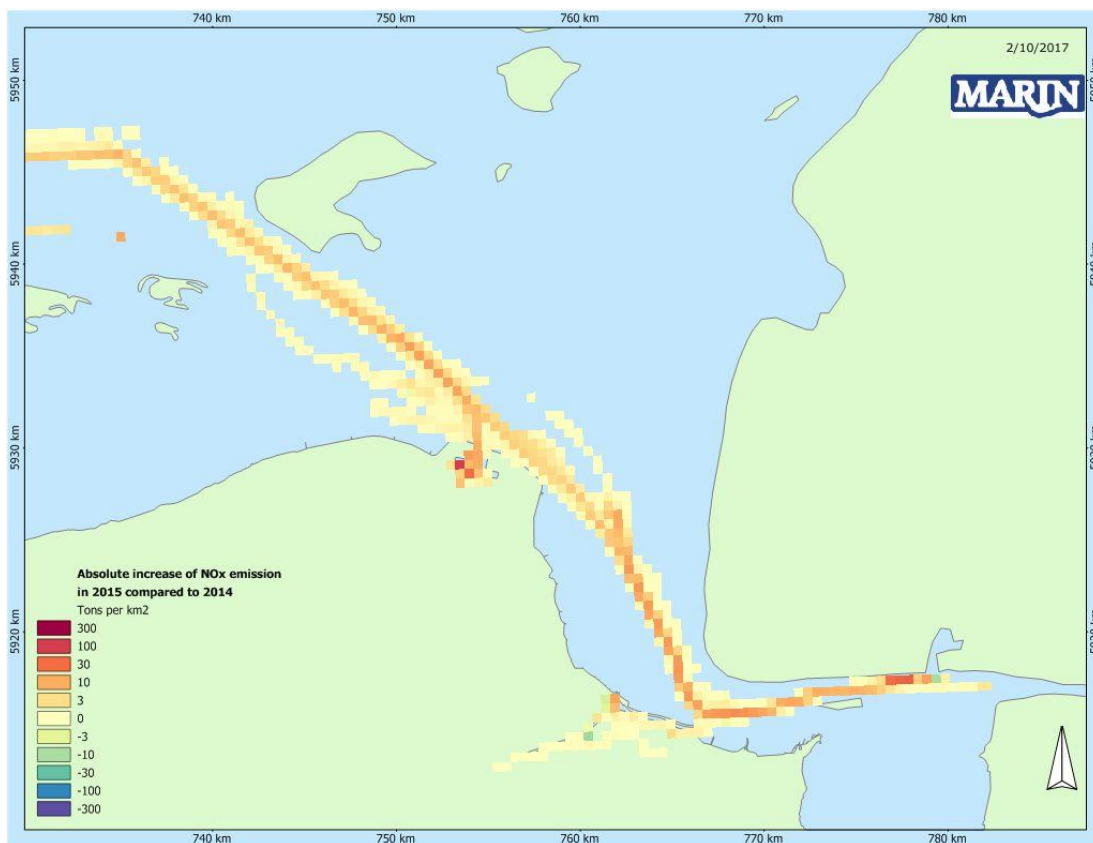 740 km
750 km
760 km
770 km
780 km
2/10/2017
MARIN
5950 km
5940 km
5940 km
5930 km
5920 km
Absolute increase of NOx emission
in 2015 compared to 2014
Tons per km2
300
100
30
10
3
0
-3
-10
-30
-100
-300
740 km
750 km
760 km
770 km
780 km